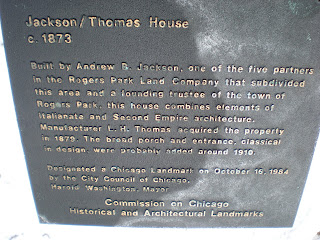 Jackson/Thomas House
c. 1873
Built by Andrew B. Jackson, one of the five partners
in the Rogers Park Land Company that subdivided
this area and a founding trustee of the town of
Rogers Park, this house combines elements of
Italianate and Second Empire architecture.
Manufacturer L. H. Thomas acquired the property
in 1879. The broad porch and entrance, classical
in design, were probably added around 1910.
Designated a Chicago Landmark on October 16, 1984
by the City Council of Chicago.
Harold Washington, Mayor
Commission on Chicago
Historical and Architectural Landmarks